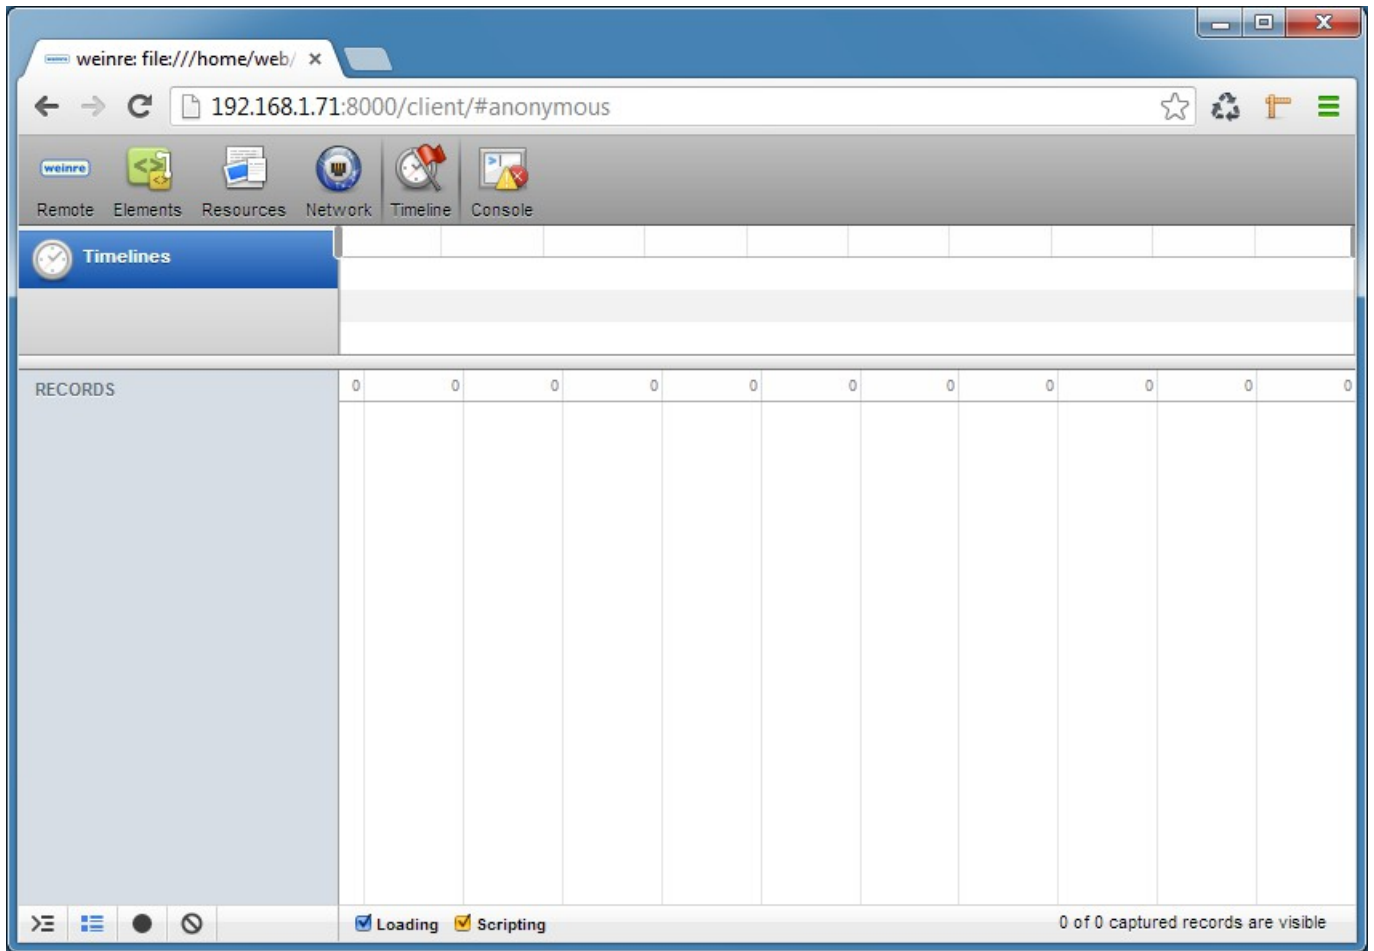 weinre: file:///home/web/
192.168.1.71:8000/client/#anonymous
weinre
Remote Elements Resources Network Timeline Console
Timelines
RECORDS
0 0 0 0 0 0 0 0 0 0 0
Loading Scripting
0 of 0 captured records are visible